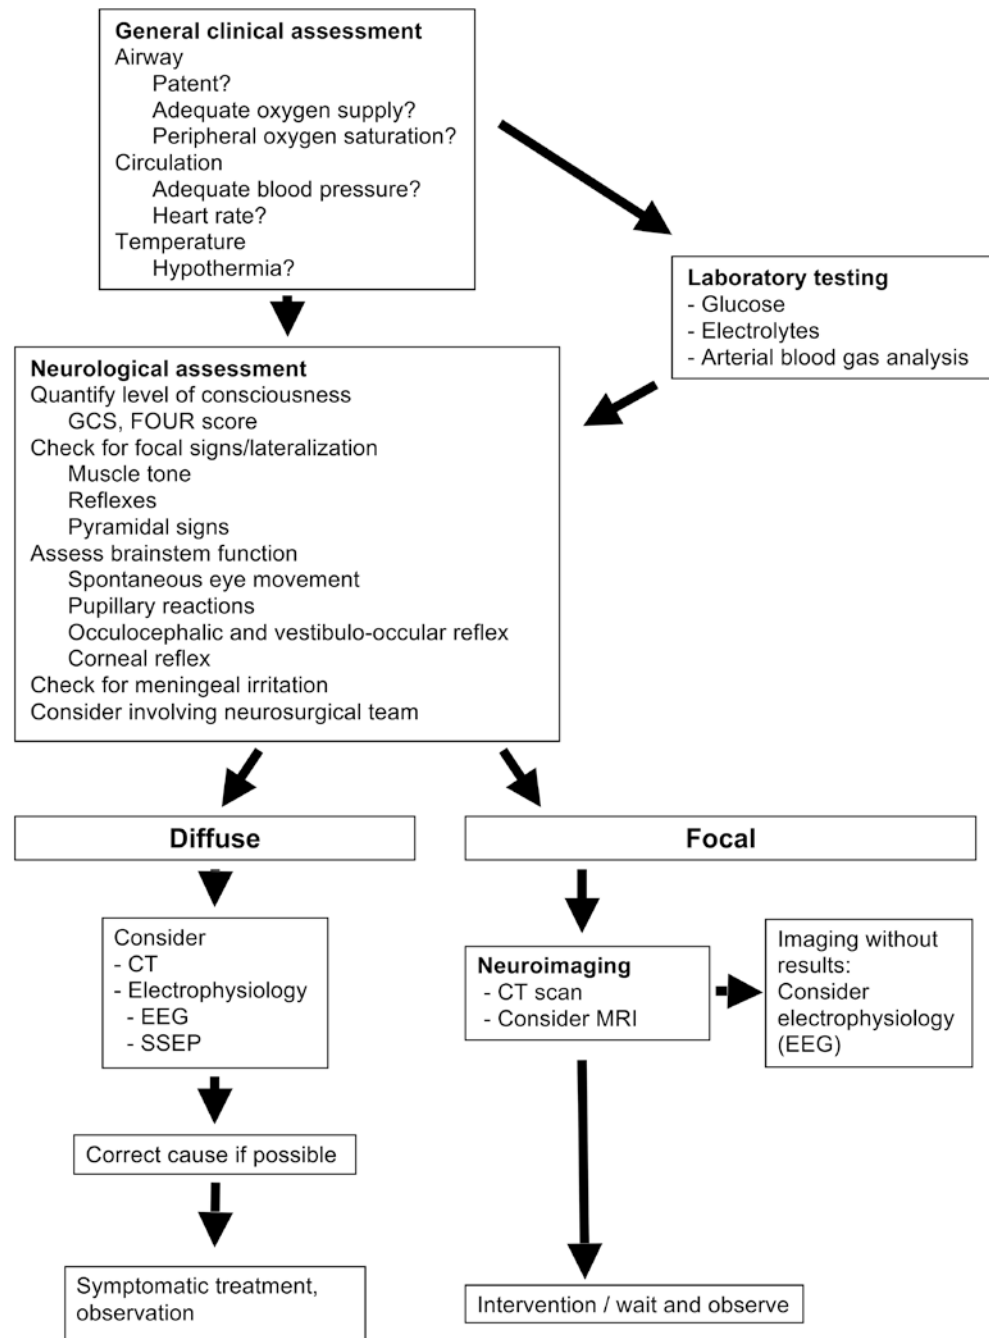 General clinical assessment
Airway
Patent?
Adequate oxygen supply?
Peripheral oxygen saturation?
Circulation
Adequate blood pressure?
Heart rate?
Temperature
Hypothermia?
Laboratory testing
- Glucose
- Electrolytes
- Arterial blood gas analysis
Neurological assessment
Quantify level of consciousness
GCS, FOUR score
Check for focal signs/lateralization
Muscle tone
Reflexes
Pyramidal signs
Assess brainstem function
Spontaneous eye movement
Pupillary reactions
Occulocephalic and vestibulo-occular reflex
Corneal reflex
Check for meningeal irritation
Consider involving neurosurgical team
Diffuse
Focal
Consider
- CT
- Electrophysiology
- EEG
- SSEP
Neuroimaging
- CT scan
- Consider MRI
Imaging without
results:
Consider
electrophysiology
(EEG)
Correct cause if possible
Symptomatic treatment,
observation
Intervention / wait and observe